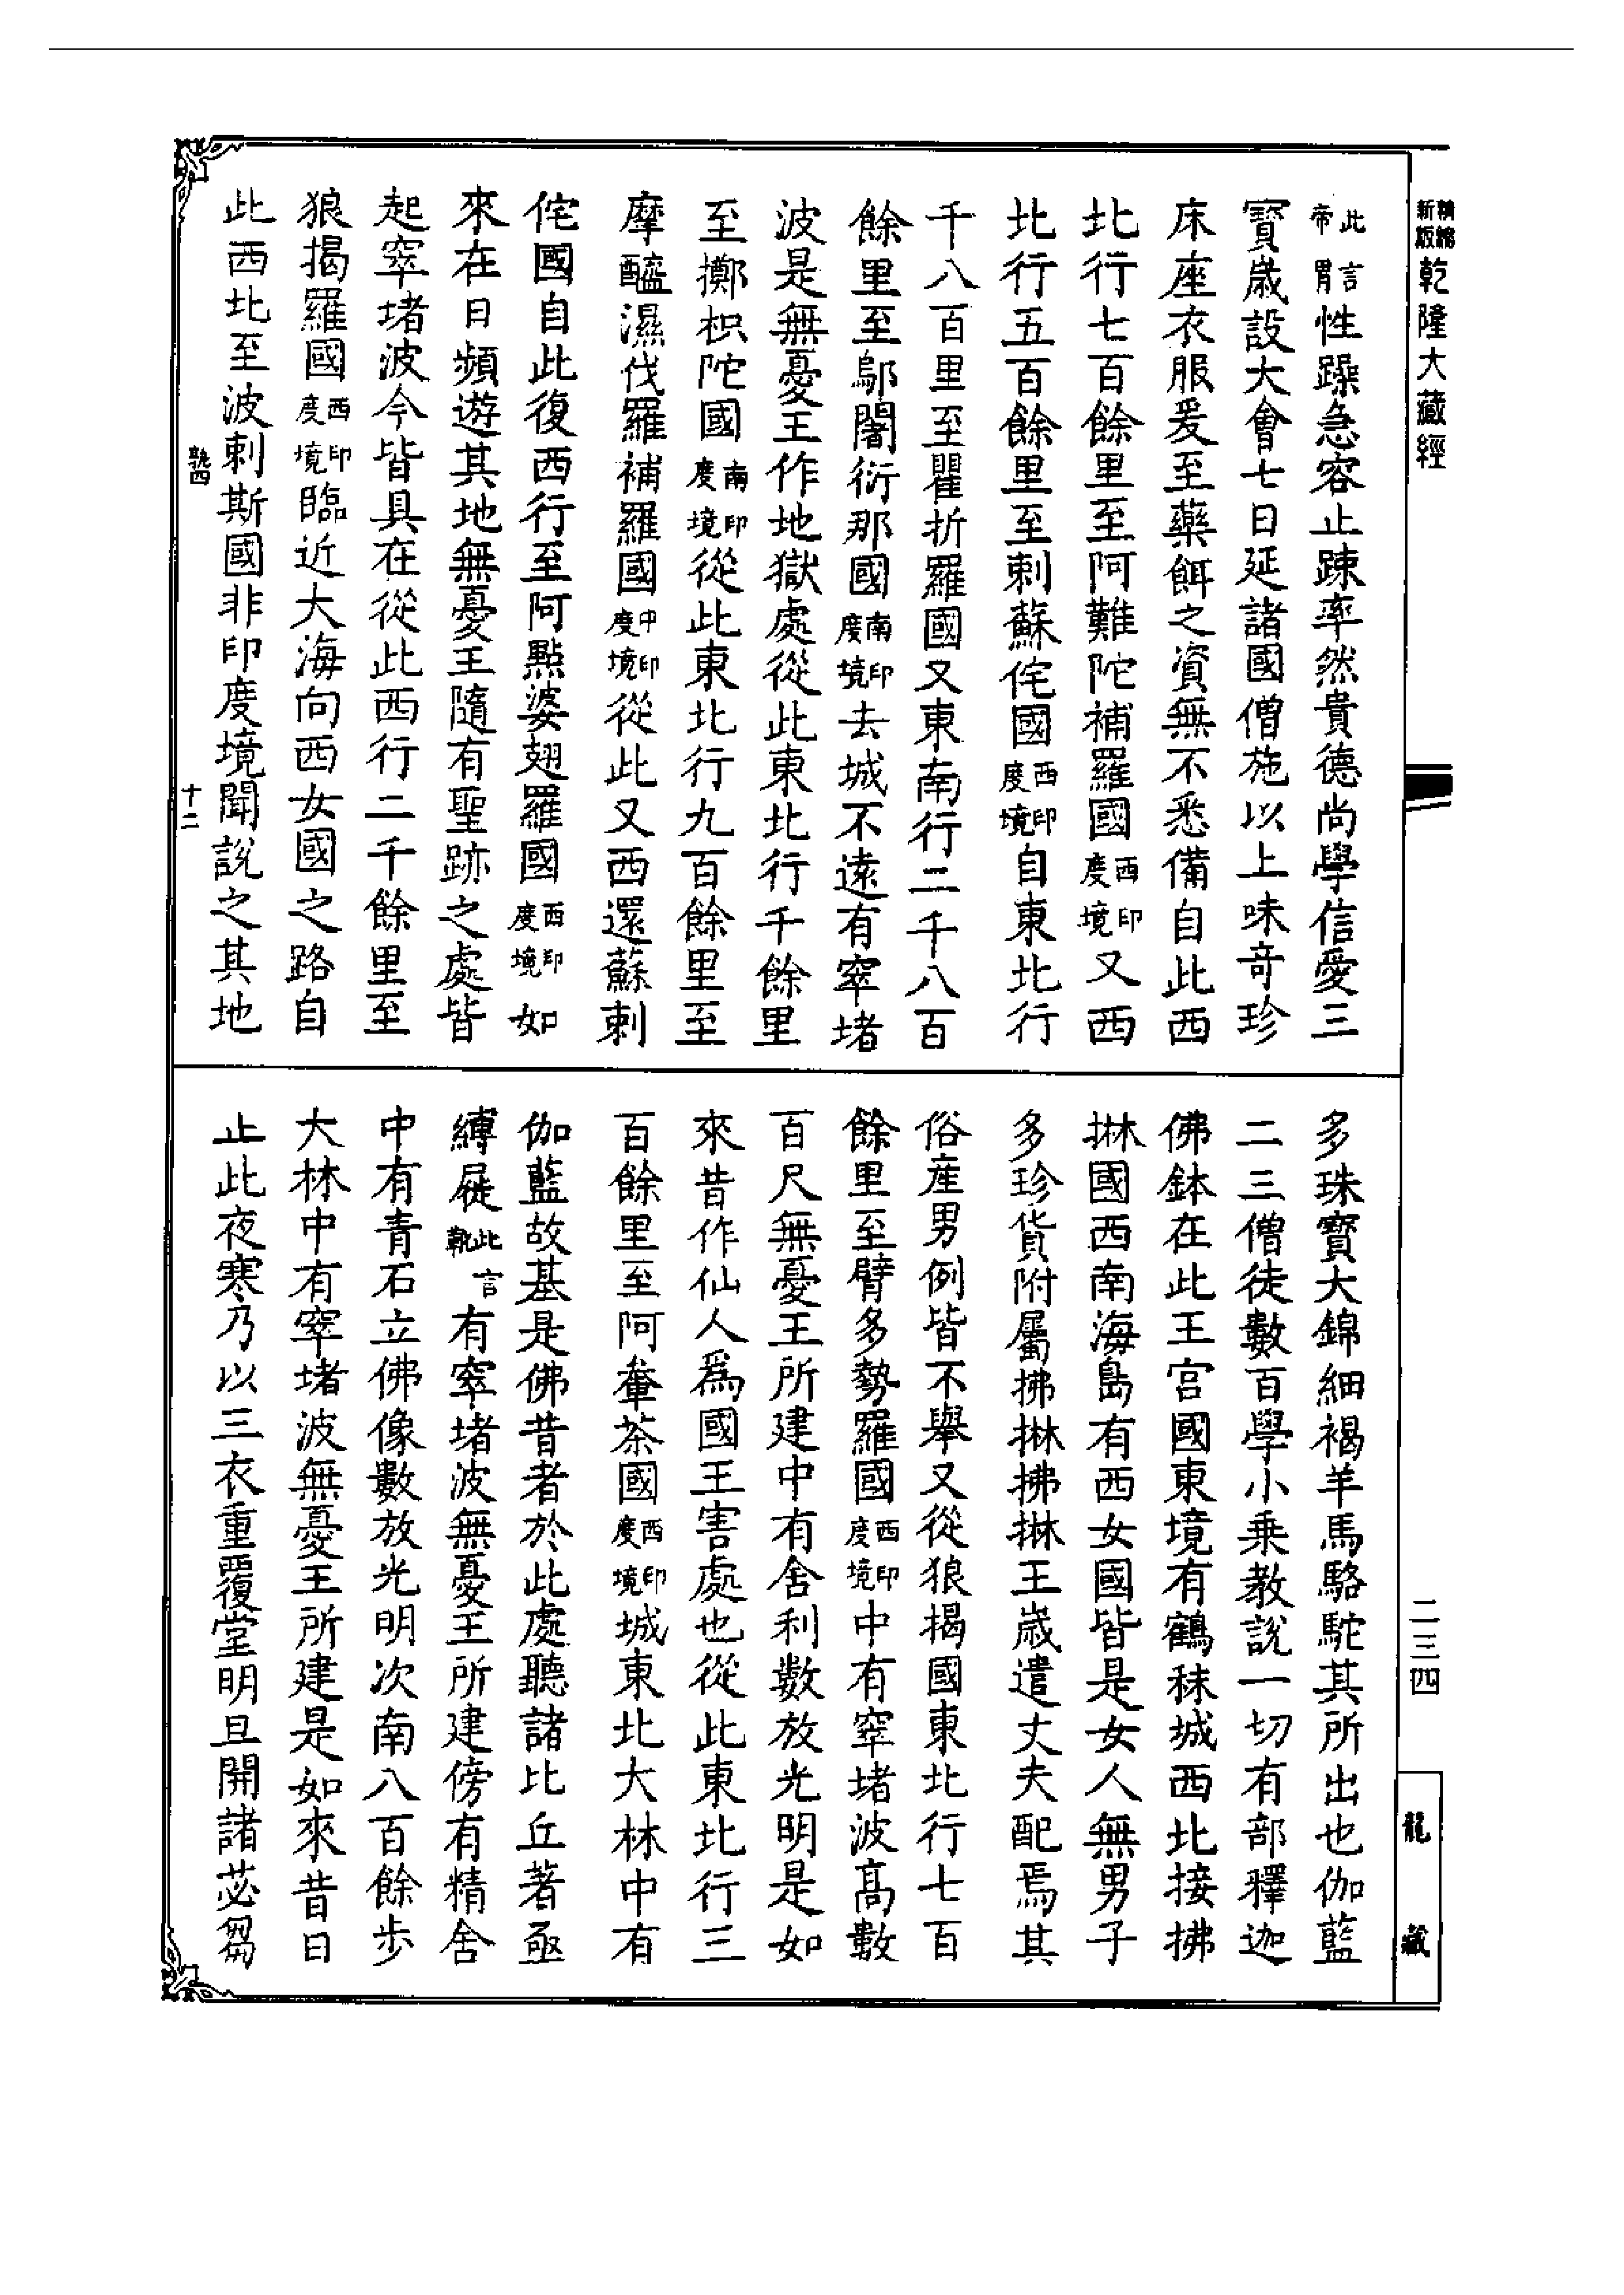 精縮新版乾隆大藏經
二三四
龍藏
此言帝胄性躁急容止踈率然貴德尚學信愛三
寶歲設大會七日延諸國僧施以上味奇珍
床座衣服爰至藥餌之資無不悉備自此西
北行七百餘里至阿難陀補羅國西印度境又西
北行五百餘里至剌蘇侘國西印度境自東北行
千八百里至瞿折羅國又東南行二千八百
餘里至鄔闍衍那國南印度境去城不遠有窣堵
波是無憂王作地獄處從此東北行千餘里
至擲枳陀國南印度境從此東北行九百餘里至
摩醯濕伐羅補羅國中印度境從此又西還蘇剌
侘國自此復西行至阿點婆翅羅國西印度境如
來在日頻遊其地無憂王隨有聖跡之處皆
起窣堵波今皆具在從此西行二千餘里至
狼揭羅國西印度境臨近大海向西女國之路自
此西北至波剌斯國非印度境聞說之其地
孰四
十二
多珠寶大錦細褐羊馬駱駝其所出也伽藍
二三僧徒數百學小乘教說一切有部釋迦
佛鉢在此王宮國東境有鶴秣城西北接拂
懔國西南海島有西女國皆是女人無男子
多珍貨附屬拂懔拂懔王歲遣丈夫配焉其
俗產男例皆不舉又從狼揭國東北行七百
餘里至臂多勢羅國西印度境中有窣堵波高數
百尺無憂王所建中有舍利數放光明是如
來昔作仙人爲國王害處也從此東北行三
百餘里至阿軬荼國西印度境城東北大林中有
伽藍故基是佛昔者於此處聽諸比丘著亟
縛屣此言靴有窣堵波無憂王所建傍有精舍
中有青石立佛像數放光明次南八百餘步
大林中有窣堵波無憂王所建是如來昔日
止此夜寒乃以三衣重覆堂明旦開諸苾芻